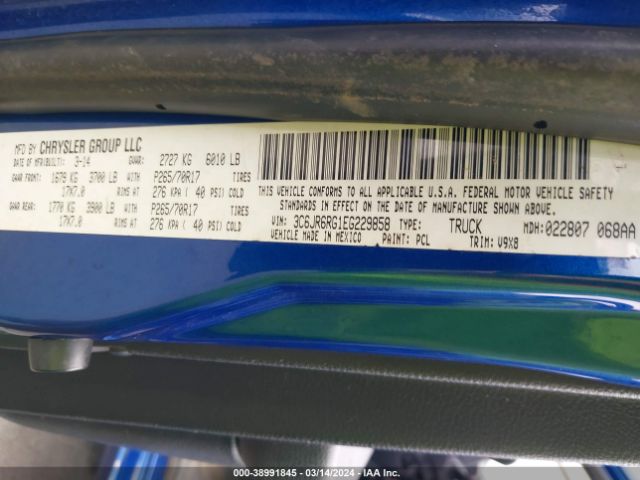 MFD BY CHRYSLER GROUP LLC
DATE OF MFR(BUILT): 3-14 GVWR: 2727 KG 6010 LB
GAWR FRONT: 1679 KG 3700 LB WITH P265/70R17 TIRES
17X7.0 RIMS AT 276 KPA ( 40 PSI) COLD
GAWR REAR: 1770 KG 3900 LB WITH P265/70R17 TIRES
17X7.0 RIMS AT 276 KPA ( 40 PSI) COLD
THIS VEHICLE CONFORMS TO ALL APPLICABLE U.S.A. FEDERAL MOTOR VEHICLE SAFETY
STANDARDS IN EFFECT ON THE DATE OF MANUFACTURE SHOWN ABOVE.
VIN: 3C6JR6RG1EG229858 TYPE: TRUCK MDH: 022807 068AA
VEHICLE MADE IN MEXICO PAINT: PCL TRIM: V9X8
000-38991845 - 03/14/2024 - IAA Inc.